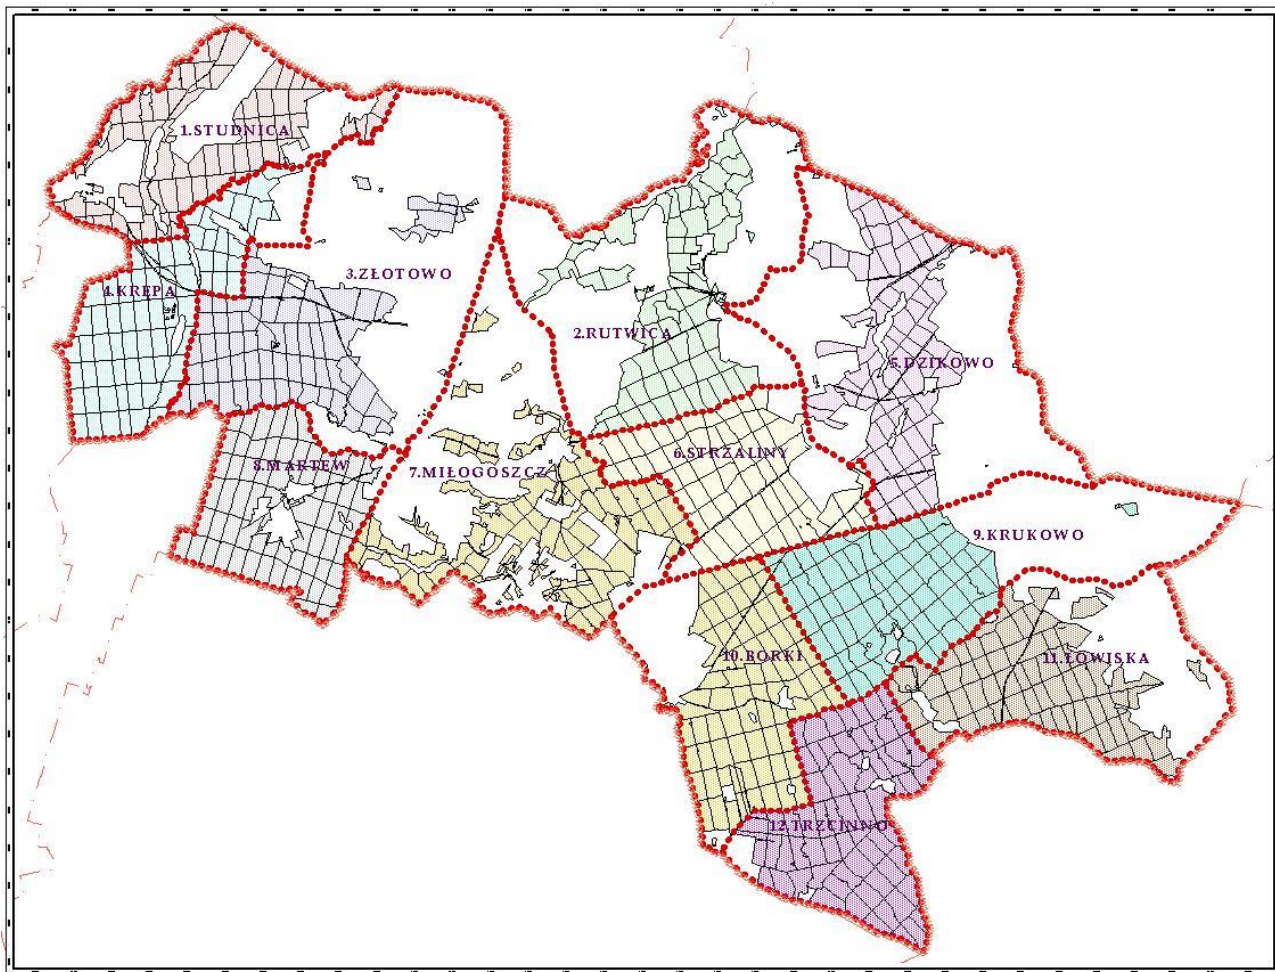 1.STUDNICA
3.ZŁOTOWO
4.KRĘPA
2.RUTWICA
5.DZIKOWO
6.STRZALINY
8.MARTEW
7.MIŁOGOSZCZ
9.KRUKOWO
10.BORKI
11.ŁOWISKA
12.TRZCINNO